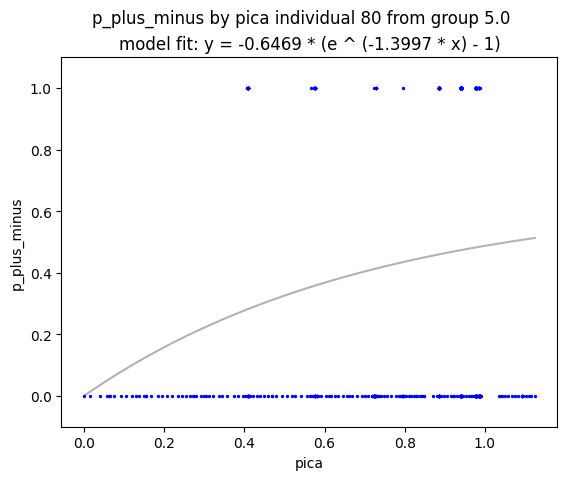 p_plus_minus by pica individual 80 from group 5.0
model fit: y = -0.6469 * (e ^ (-1.3997 * x) - 1)
1.0
0.8
0.6
0.4
0.2
0.0
p_plus_minus
0.0 0.2 0.4 0.6 0.8 1.0
pica